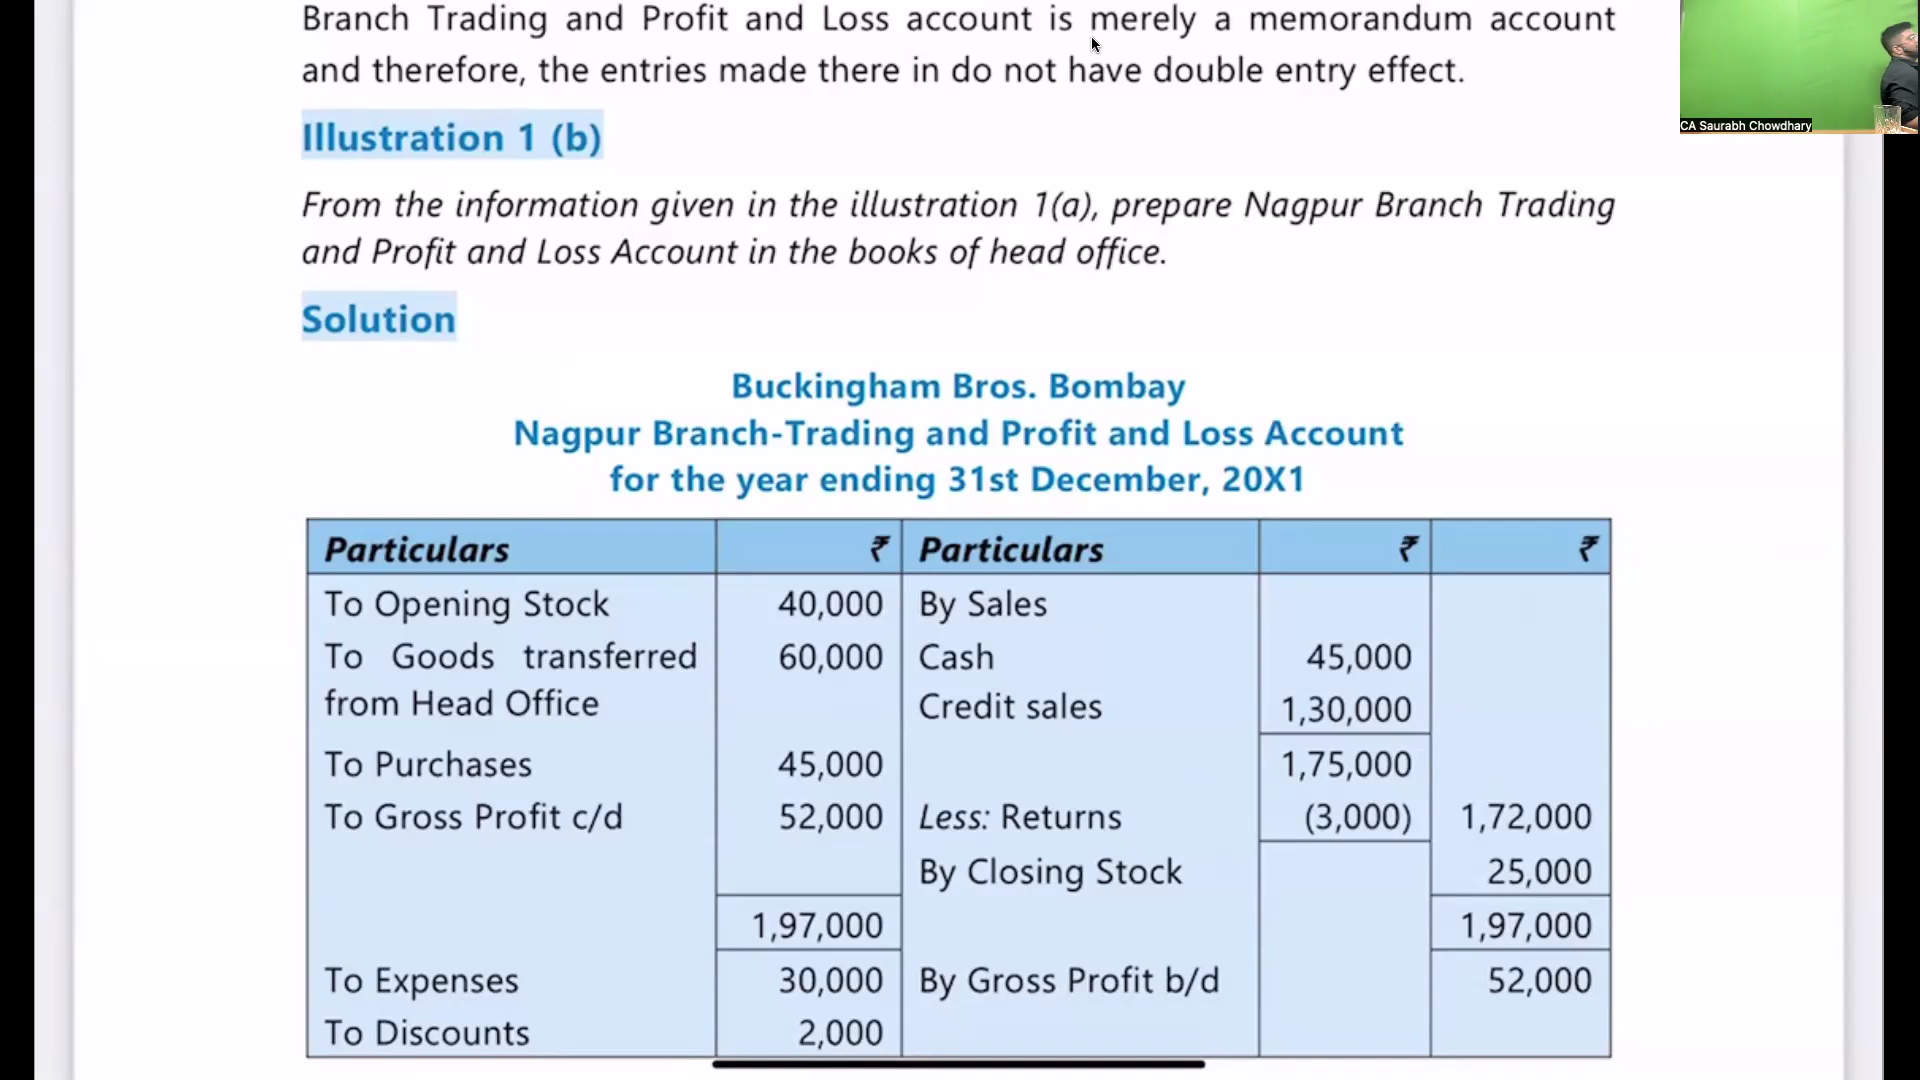 Branch Trading and Profit and Loss account is merely a memorandum account
and therefore, the entries made there in do not have double entry effect.
CA Saurabh Chowdhary
Illustration 1 (b)
From the information given in the illustration 1(a), prepare Nagpur Branch Trading
and Profit and Loss Account in the books of head office.
Solution
Buckingham Bros. Bombay
Nagpur Branch-Trading and Profit and Loss Account
for the year ending 31st December, 20X1
Particulars ₹ Particulars ₹ ₹
To Opening Stock 40,000 By Sales
To Goods transferred 60,000 Cash 45,000
from Head Office Credit sales 1,30,000
To Purchases 45,000 1,75,000
To Gross Profit c/d 52,000 Less: Returns (3,000) 1,72,000
By Closing Stock 25,000
1,97,000 1,97,000
To Expenses 30,000 By Gross Profit b/d 52,000
To Discounts 2,000